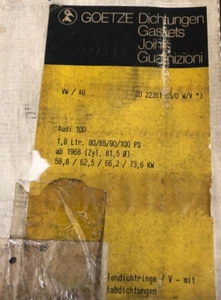 GOETZE Dichtungen
Gaskets
Joints
Guarnizioni
VW / AU
20 22351-03/0 W/V *)
Audi 100
1,8 Ltr. 80/85/90/100 PS
ab 1968 (Zyl. 81,5 Ø)
58,8 / 62,5 / 66,2 / 73,6 KW
/ V = mit